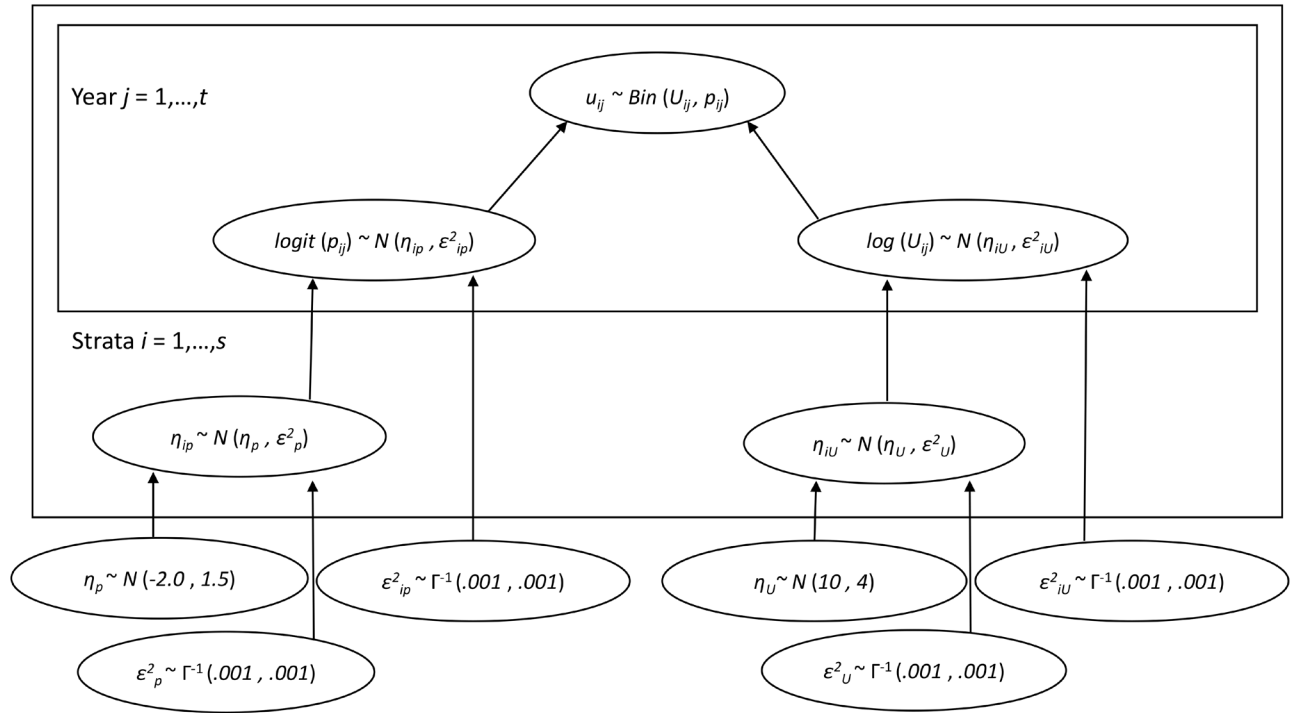 u_ij ~ Bin (U_ij , p_ij)
Year j = 1,...,t
logit (p_ij) ~ N (η_ip , ε²_ip)
log (U_ij) ~ N (η_iU , ε²_iU)
Strata i = 1,...,s
η_ip ~ N (η_p , ε²_p)
η_iU ~ N (η_U , ε²_U)
η_p ~ N (-2.0 , 1.5)
ε²_ip ~ Γ⁻¹ (.001 , .001)
η_U ~ N (10 , 4)
ε²_iU ~ Γ⁻¹ (.001 , .001)
ε²_p ~ Γ⁻¹ (.001 , .001)
ε²_U ~ Γ⁻¹ (.001 , .001)